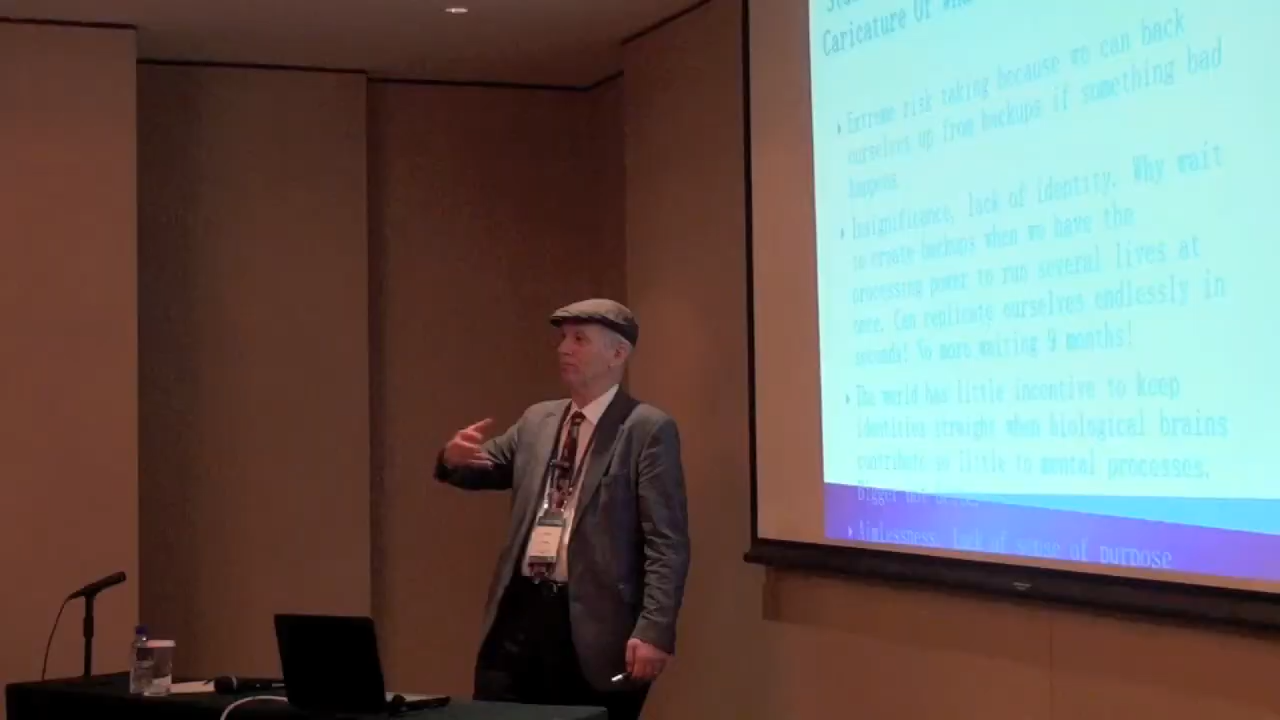 Caricature Of
Extreme risk taking because we can back
ourselves up from backups if something bad
happens.
Insignificance, lack of identity. Why wait
to create backups when we have the
processing power to run several lives at
once. Can replicate ourselves endlessly in
seconds! No more waiting 9 months!
The world has little incentive to keep
identities straight when biological brains
contribute so little to mental processes.
Bigger not
Aimlessness, lack of sense of purpose